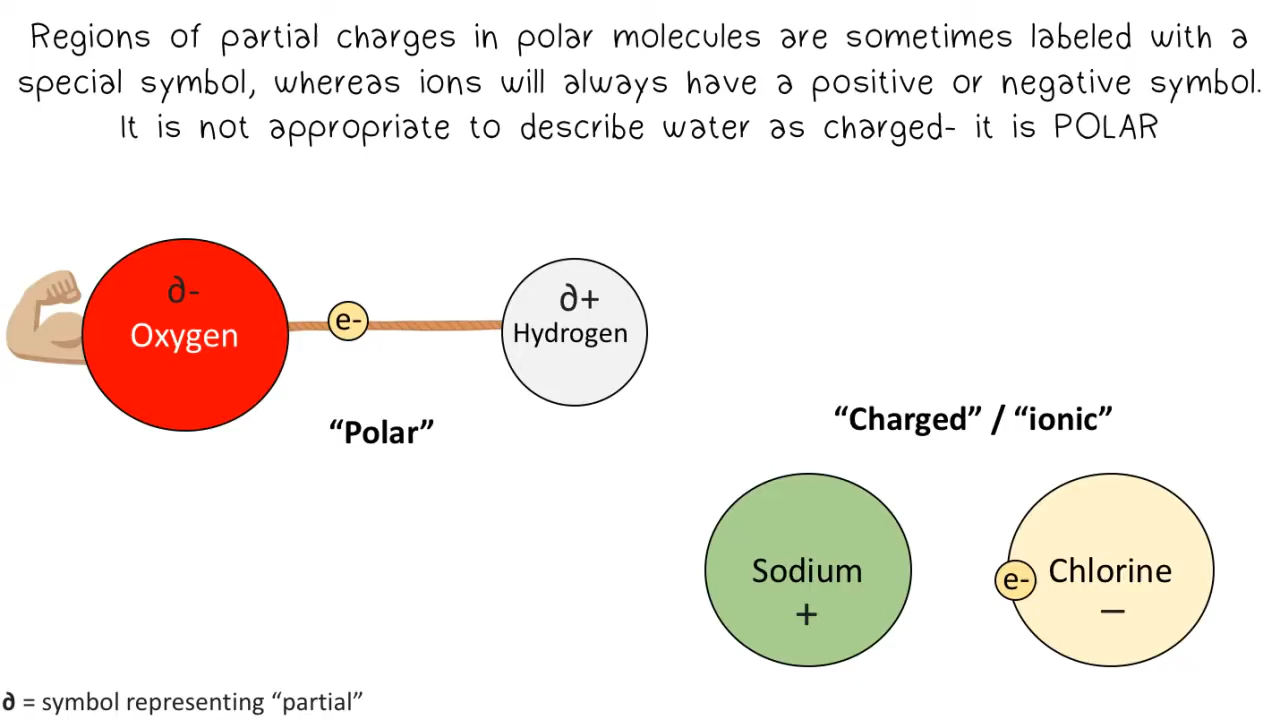 Regions of partial charges in polar molecules are sometimes labeled with a
special symbol, whereas ions will always have a positive or negative symbol.
It is not appropriate to describe water as charged- it is POLAR
∂-
Oxygen
e-
∂+
Hydrogen
“Polar”
“Charged” / “ionic”
Sodium
+
e-
Chlorine
–
∂ = symbol representing “partial”